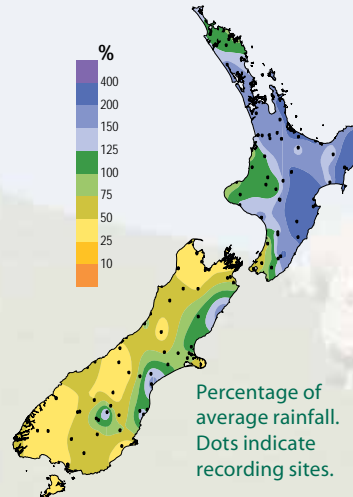 %
400
200
150
125
100
75
50
25
10
Percentage of
average rainfall.
Dots indicate
recording sites.